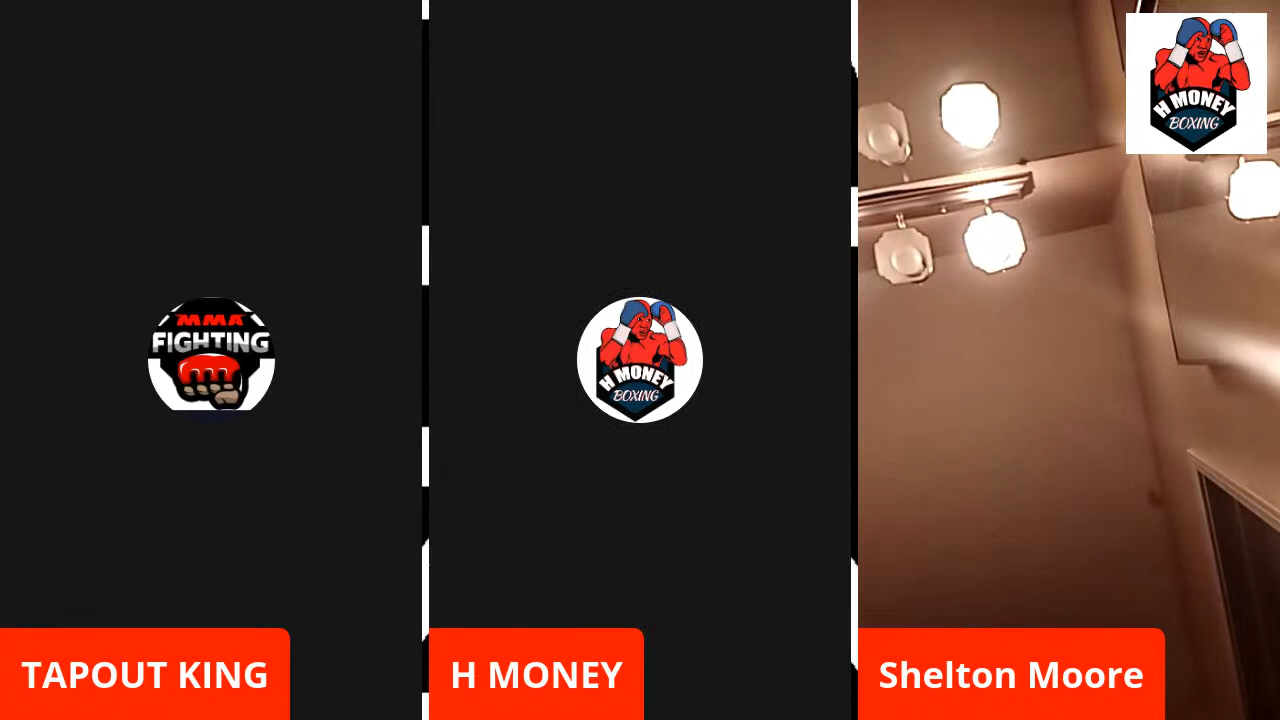 MMA
FIGHTING
TAPOUT KING
H MONEY
BOXING
H MONEY
H MONEY
BOXING
Shelton Moore